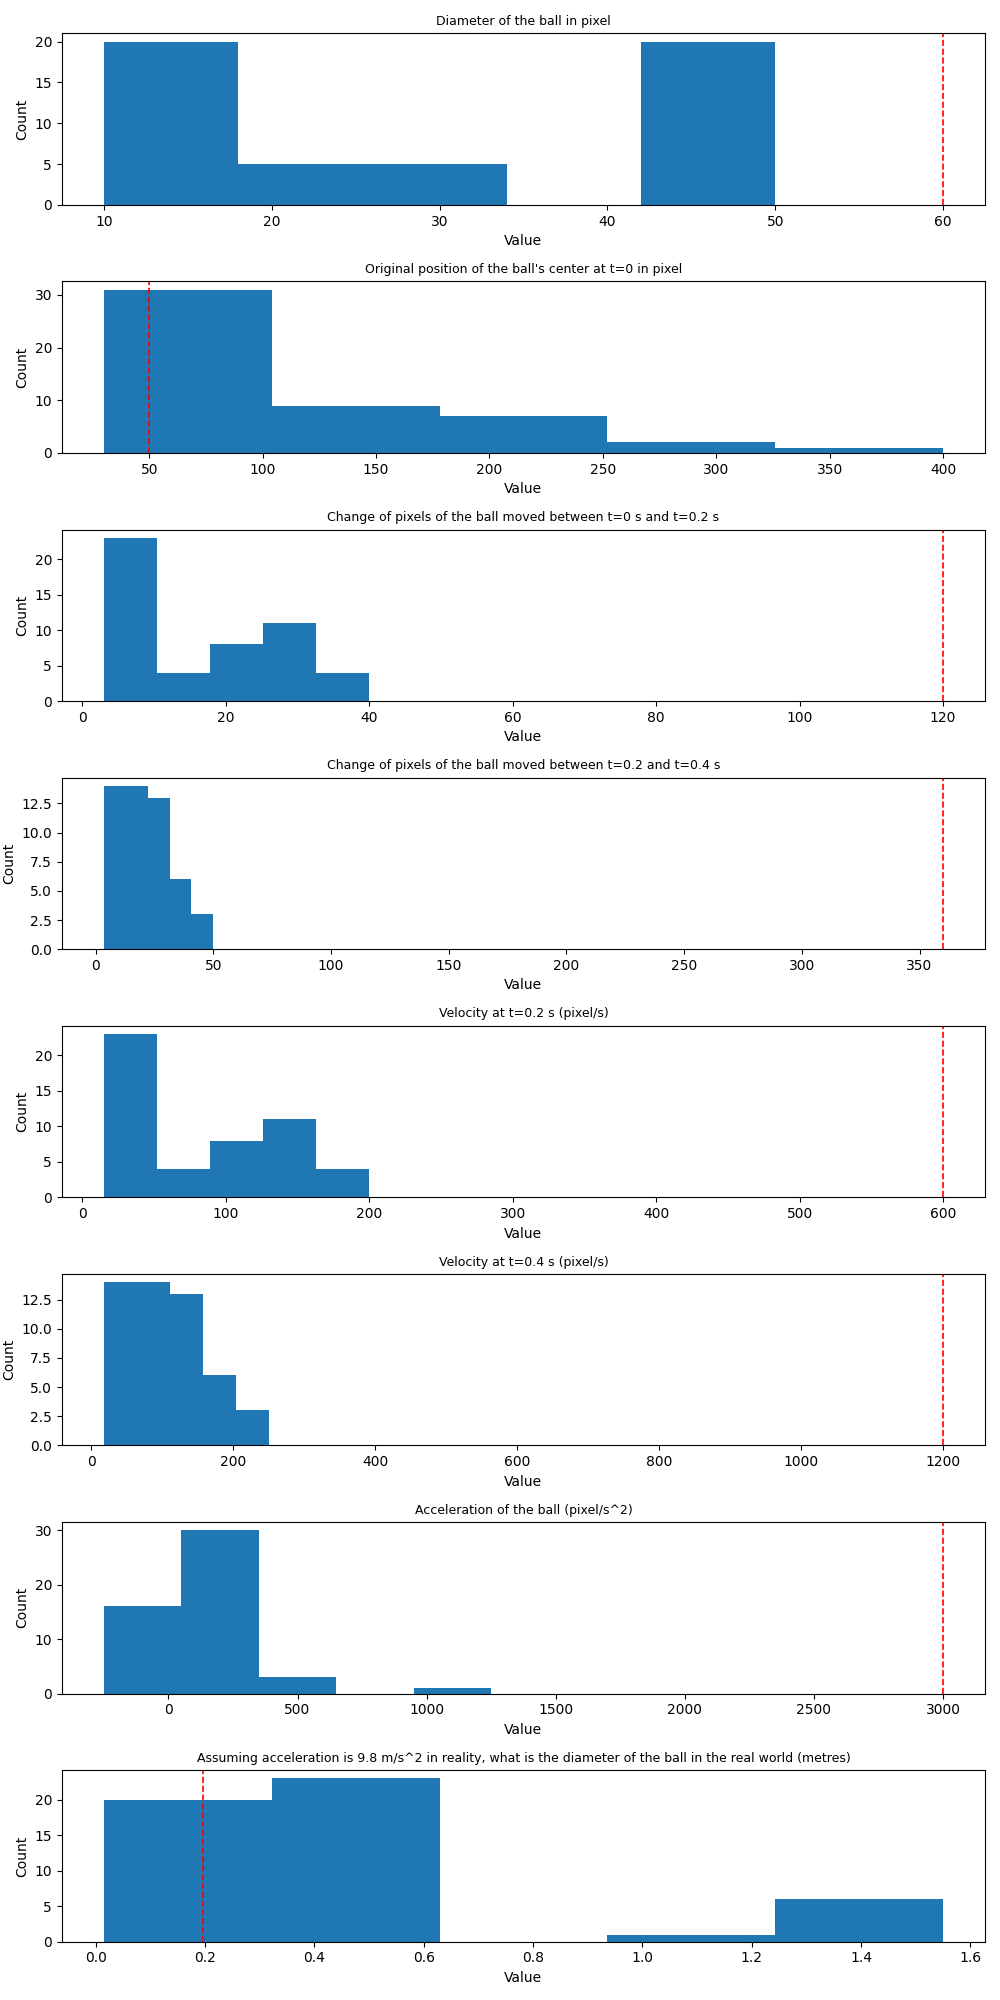 Diameter of the ball in pixel
20
15
10
5
0
Count
10 20 30 40 50 60
Value
Original position of the ball's center at t=0 in pixel
30
20
10
0
Count
50 100 150 200 250 300 350 400
Value
Change of pixels of the ball moved between t=0 s and t=0.2 s
20
15
10
5
0
Count
0 20 40 60 80 100 120
Value
Change of pixels of the ball moved between t=0.2 and t=0.4 s
12.5
10.0
7.5
5.0
2.5
0.0
Count
0 50 100 150 200 250 300 350
Value
Velocity at t=0.2 s (pixel/s)
20
15
10
5
0
Count
0 100 200 300 400 500 600
Value
Velocity at t=0.4 s (pixel/s)
12.5
10.0
7.5
5.0
2.5
0.0
Count
0 200 400 600 800 1000 1200
Value
Acceleration of the ball (pixel/s^2)
30
20
10
0
Count
0 500 1000 1500 2000 2500 3000
Value
Assuming acceleration is 9.8 m/s^2 in reality, what is the diameter of the ball in the real world (metres)
20
15
10
5
0
Count
0.0 0.2 0.4 0.6 0.8 1.0 1.2 1.4 1.6
Value